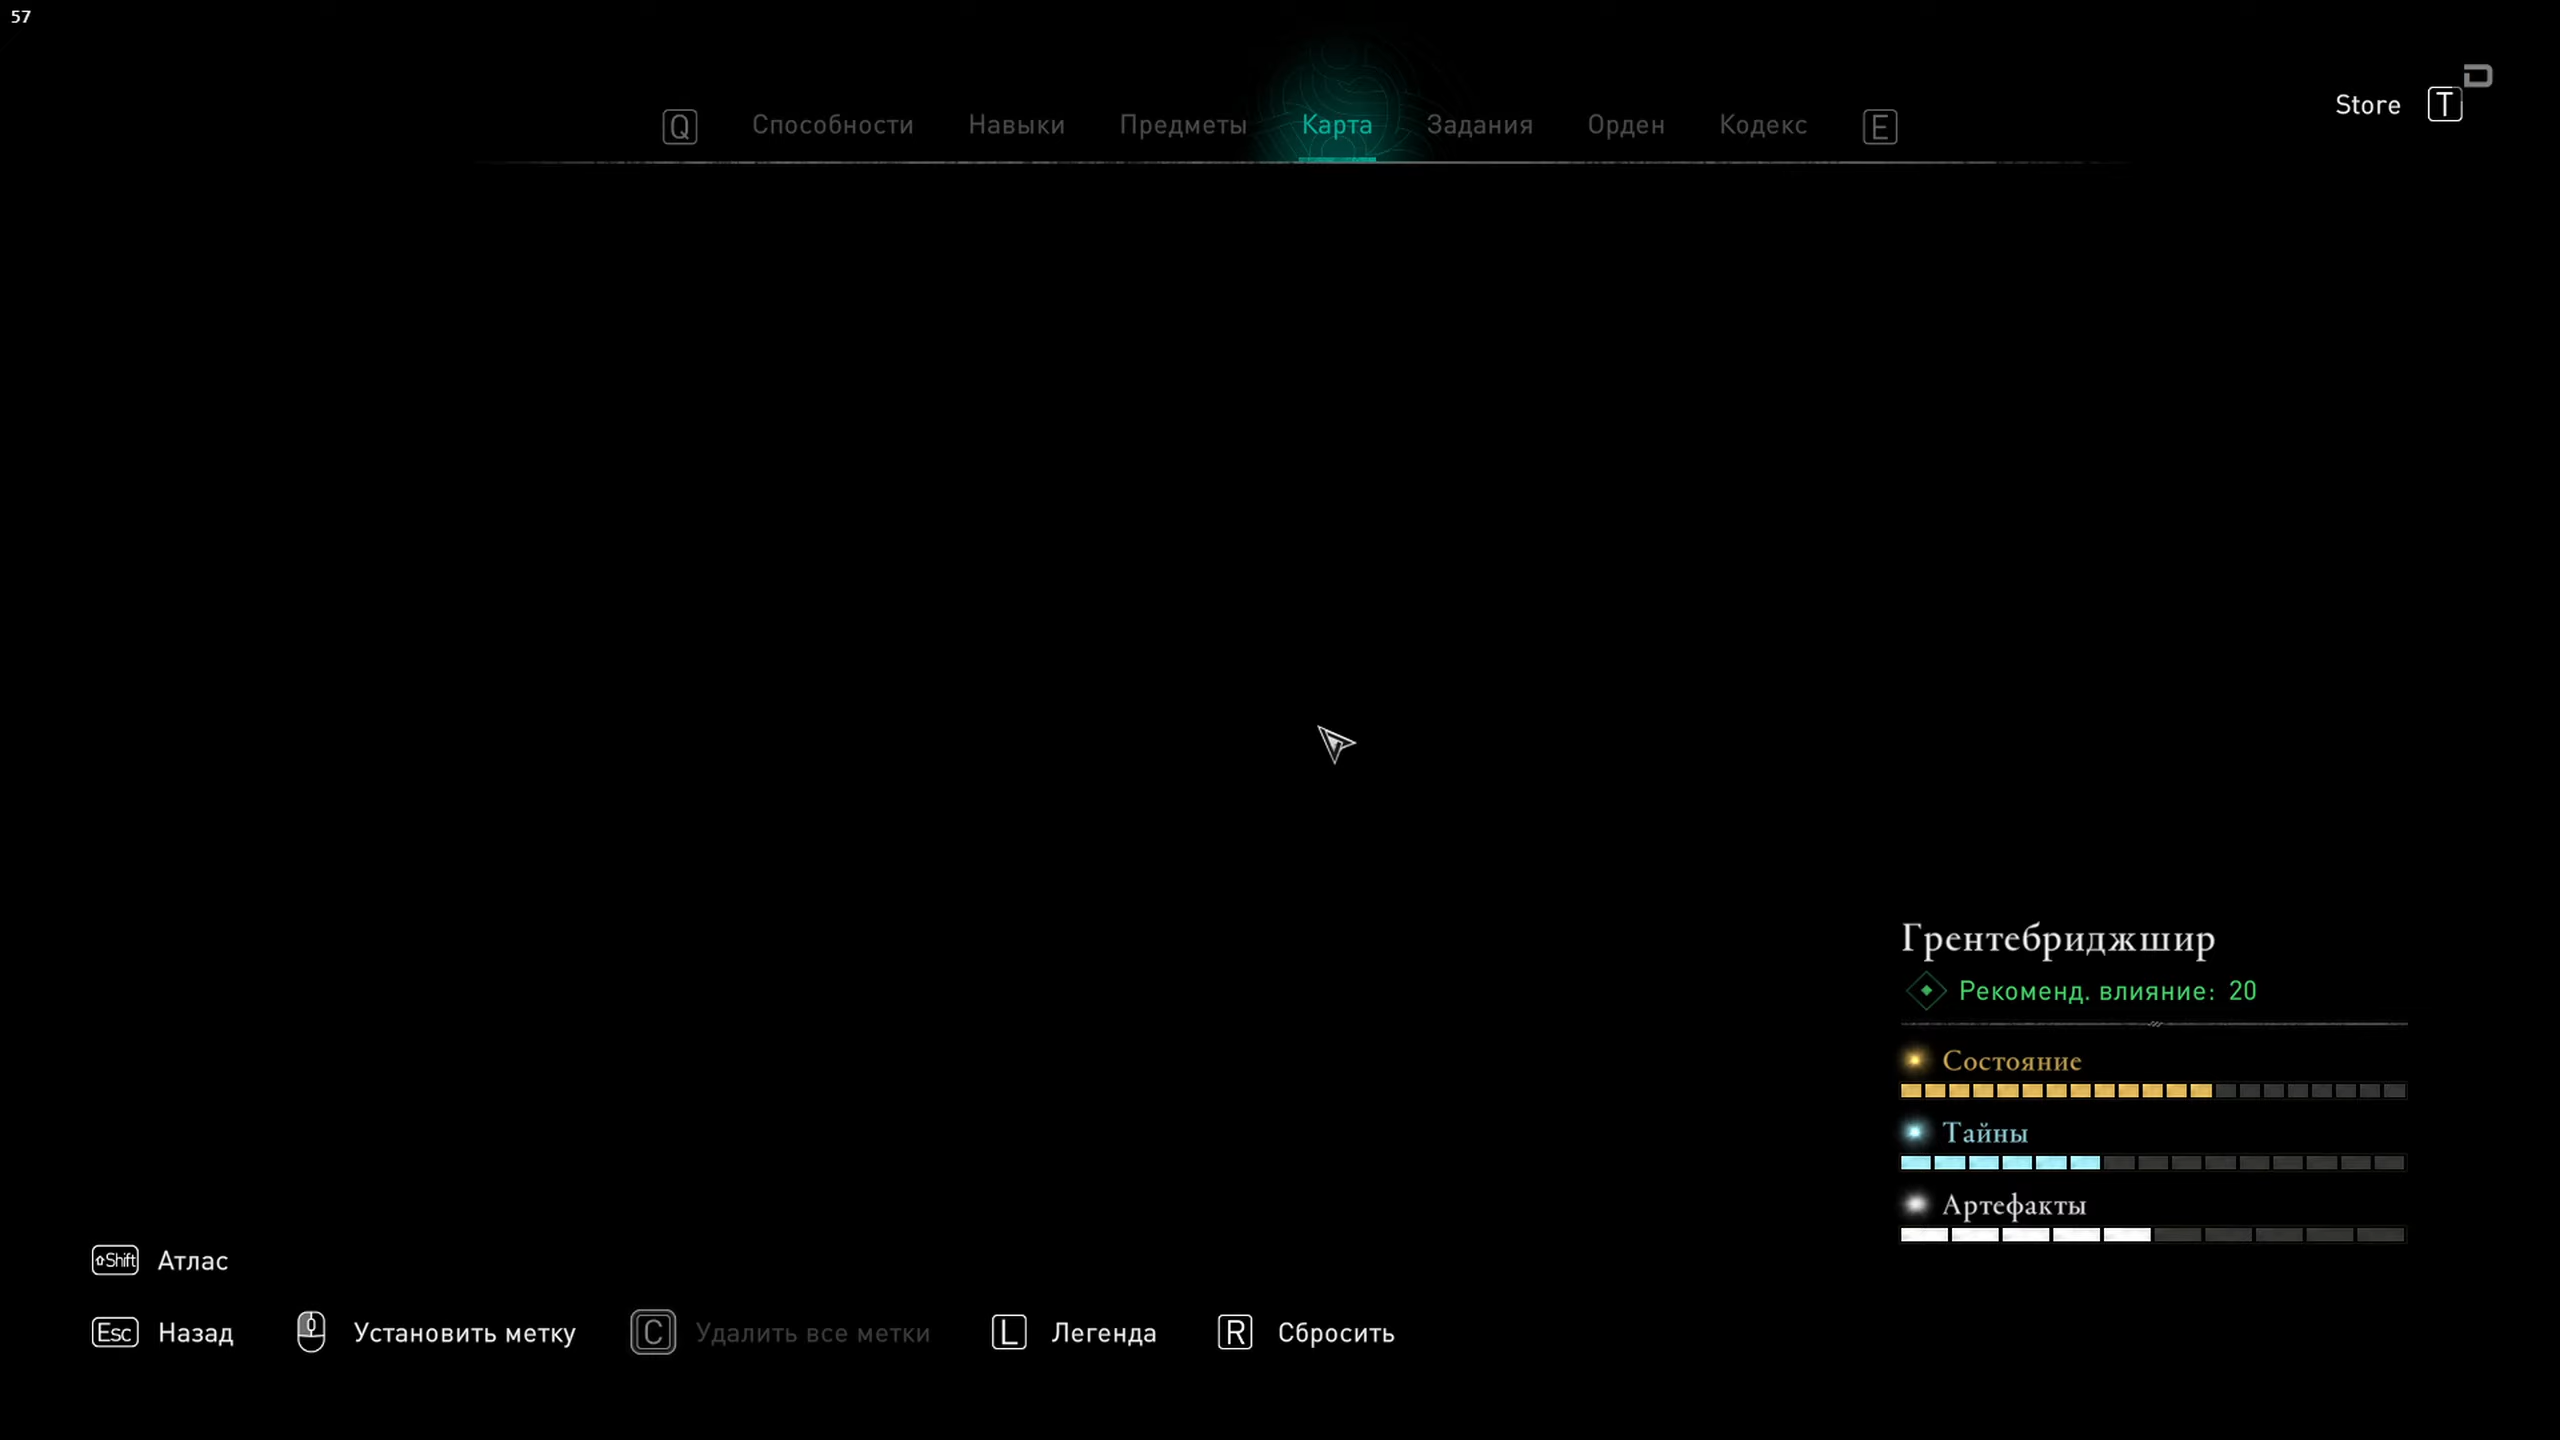 57
Store T
Q Способности Навыки Предметы Карта Задания Орден Кодекс E
Грентебриджшир
Рекоменд. влияние: 20
Состояние
Тайны
Артефакты
Shift Атлас
Esc Назад Установить метку C Удалить все метки L Легенда R Сбросить